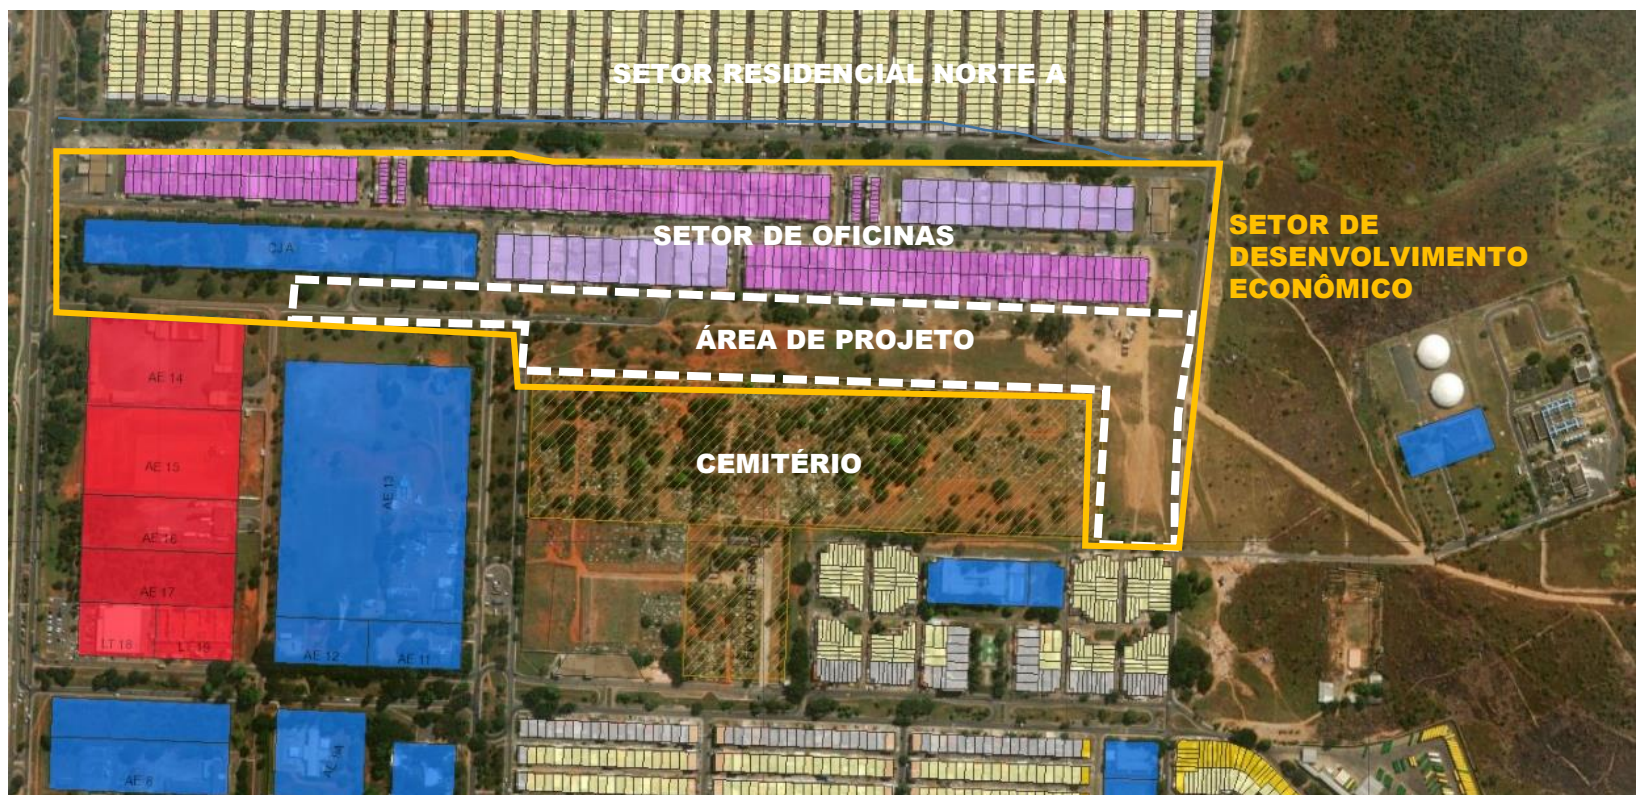 SETOR RESIDENCIAL NORTE A
SETOR DE OFICINAS
SETOR DE
DESENVOLVIMENTO
ECONÔMICO
CJ A
ÁREA DE PROJETO
AE 14
AE 15
CEMITÉRIO
AE 13
AE 16
AE 17
LT 18
LT 19
AE 12
AE 11
AE 8